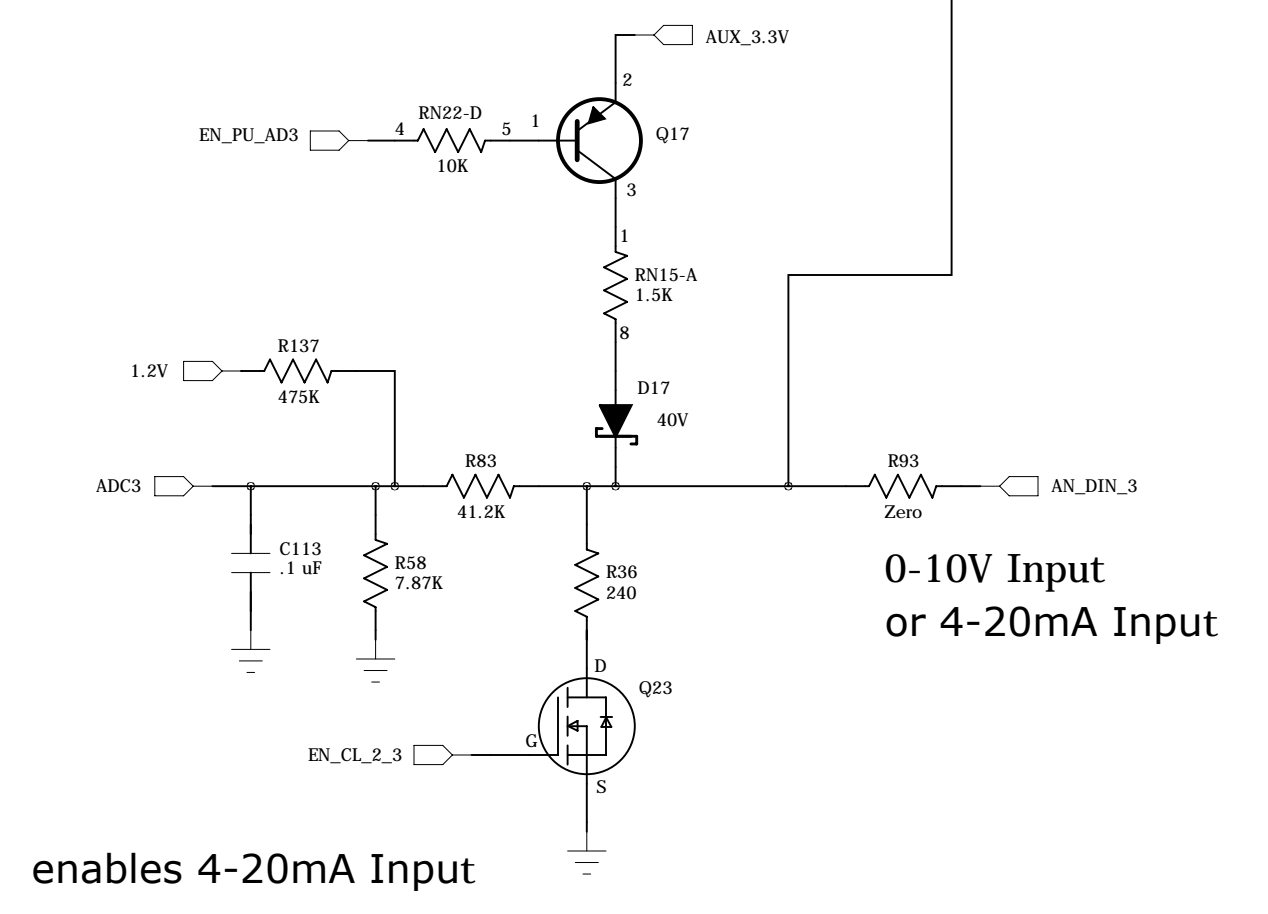 AUX_3.3V
2
RN22-D
EN_PU_AD3
4
5
1
Q17
10K
3
1
RN15-A
1.5K
8
R137
1.2V
475K
D17
40V
R83
R93
ADC3
AN_DIN_3
41.2K
Zero
C113
.1 uF
R58
7.87K
R36
240
0-10V Input
or 4-20mA Input
D
Q23
G
EN_CL_2_3
S
enables 4-20mA Input